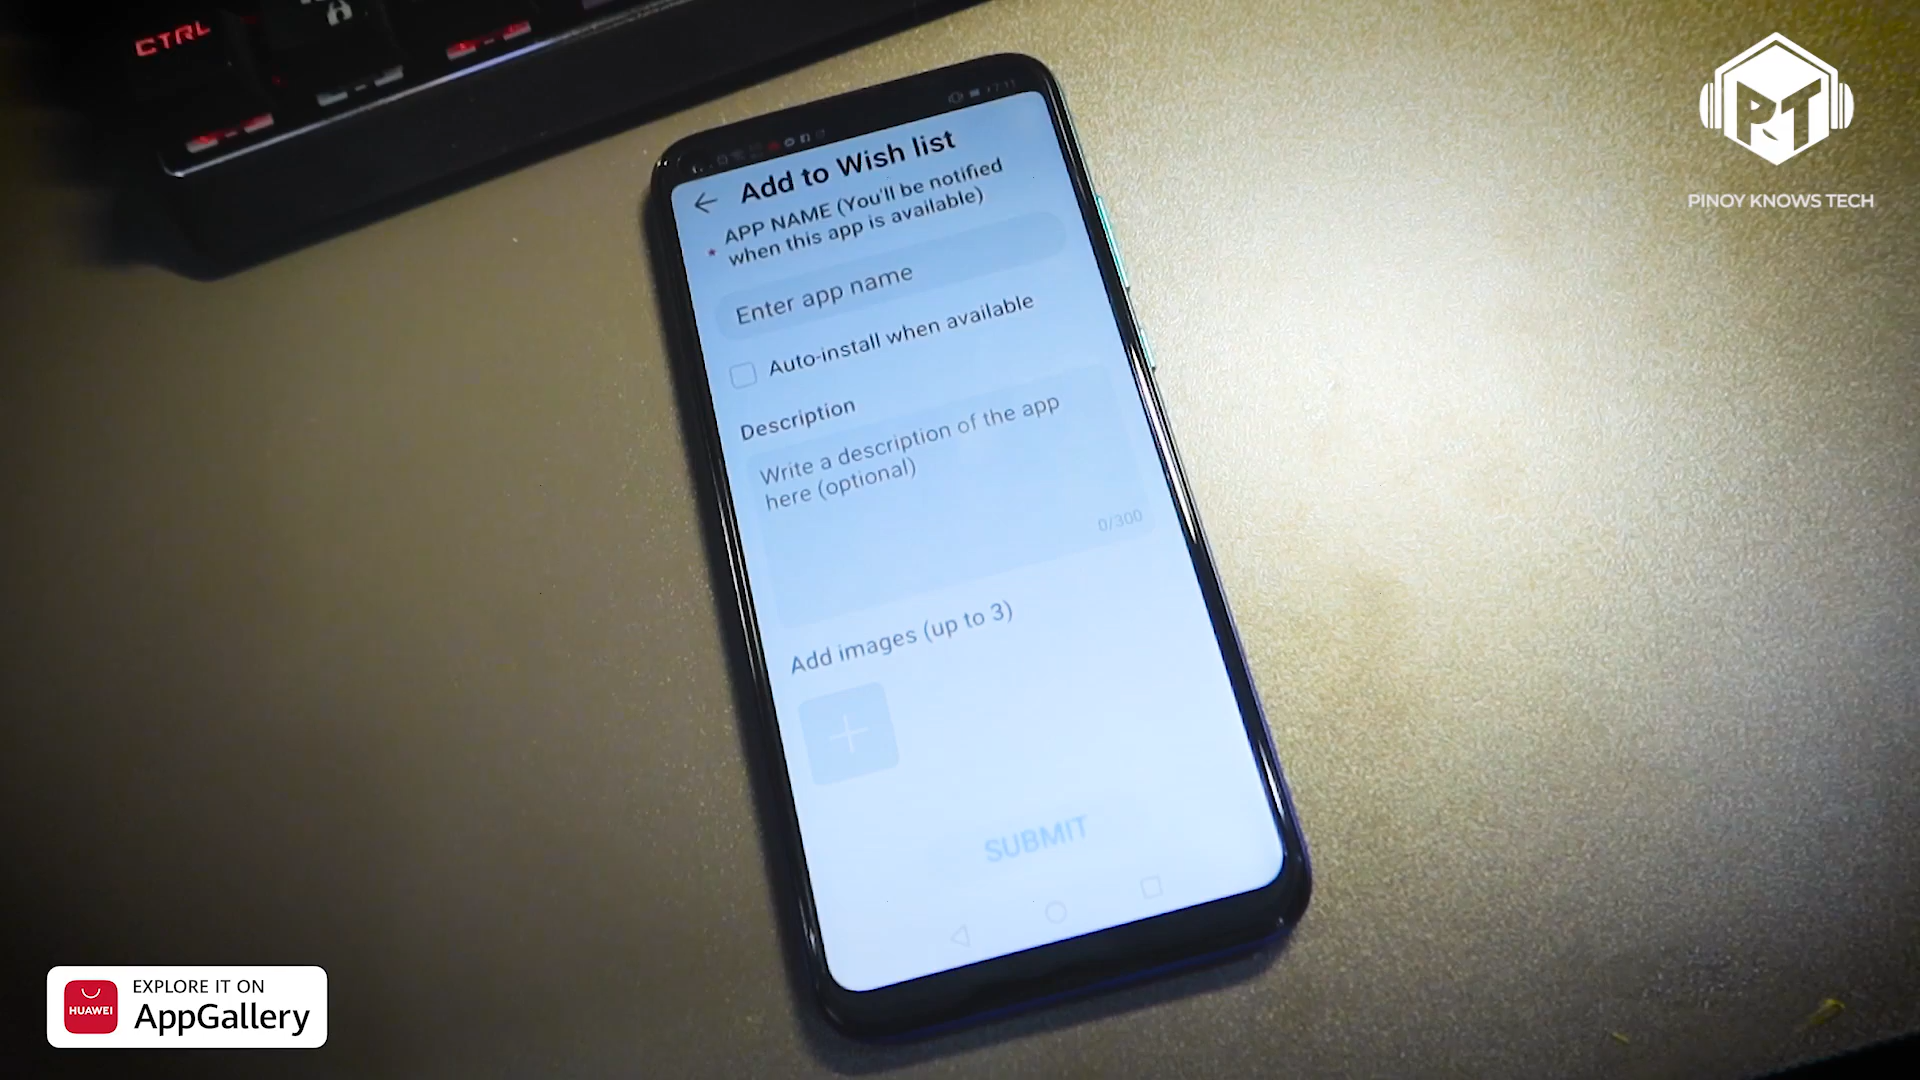 CTRL
PKT
PINOY KNOWS TECH
Add to Wish list
* APP NAME (You'll be notified
when this app is available)
Enter app name
Auto-install when available
Description
Write a description of the app
here (optional)
0/300
Add images (up to 3)
SUBMIT
HUAWEI
EXPLORE IT ON
AppGallery